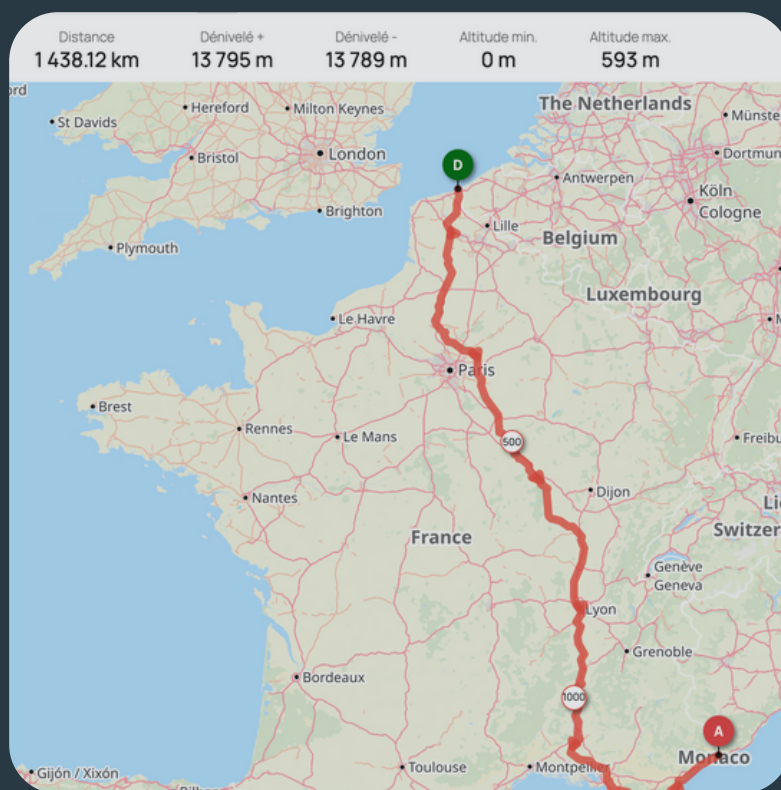 Distance
1 438.12 km
Dénivelé +
13 795 m
Dénivelé -
13 789 m
Altitude min.
0 m
Altitude max.
593 m
The Netherlands
Hereford
Milton Keynes
St Davids
Münste
London
Bristol
D
Dortmun
Antwerpen
Köln
Cologne
Brighton
Lille
Belgium
Plymouth
Luxembourg
Le Havre
Paris
Brest
Rennes
Le Mans
500
Freibu
Nantes
Dijon
Li
Switzer
France
Genève
Geneva
Lyon
Grenoble
Bordeaux
1000
A
Monaco
Gijón / Xixón
Toulouse
Montpellier